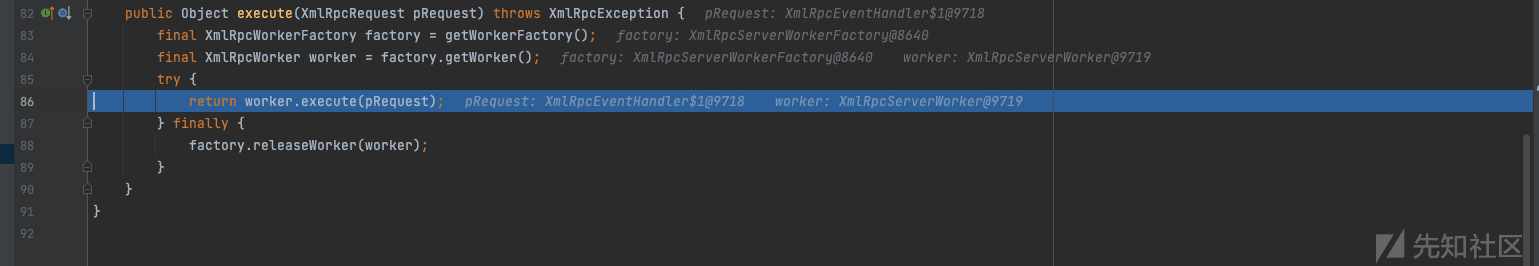 82 public Object execute(XmlRpcRequest pRequest) throws XmlRpcException { pRequest: XmlRpcEventHandler$1@9718
83 final XmlRpcWorkerFactory factory = getWorkerFactory(); factory: XmlRpcServerWorkerFactory@8640
84 final XmlRpcWorker worker = factory.getWorker(); factory: XmlRpcServerWorkerFactory@8640 worker: XmlRpcServerWorker@9719
85 try {
86 return worker.execute(pRequest); pRequest: XmlRpcEventHandler$1@9718 worker: XmlRpcServerWorker@9719
87 } finally {
88 factory.releaseWorker(worker);
89 }
90 }
91 }
92
先知社区